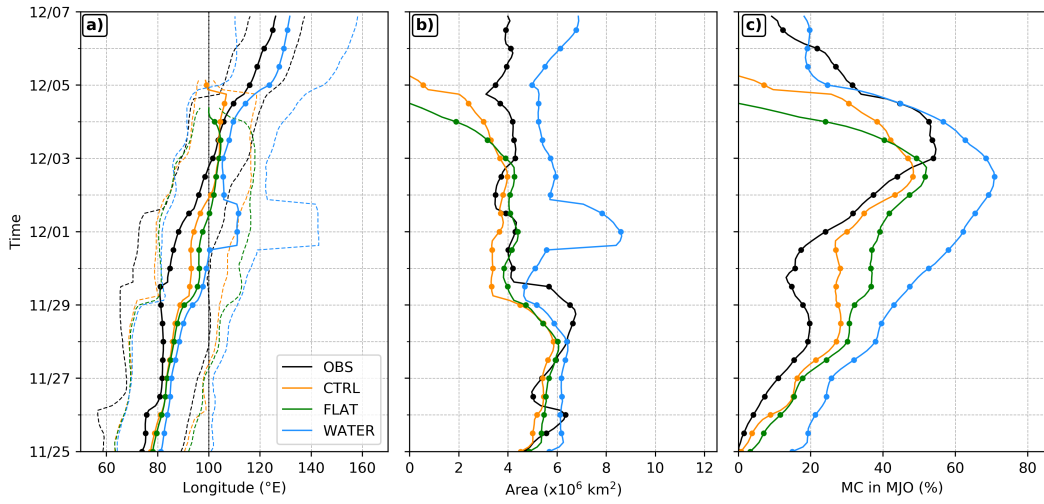 a)
b)
c)
12/07
12/05
12/03
12/01
11/29
11/27
11/25
Time
OBS
CTRL
FLAT
WATER
60 80 100 120 140 160
0 2 4 6 8 10 12
0 20 40 60 80
Longitude (°E)
Area (x10⁶ km²)
MC in MJO (%)